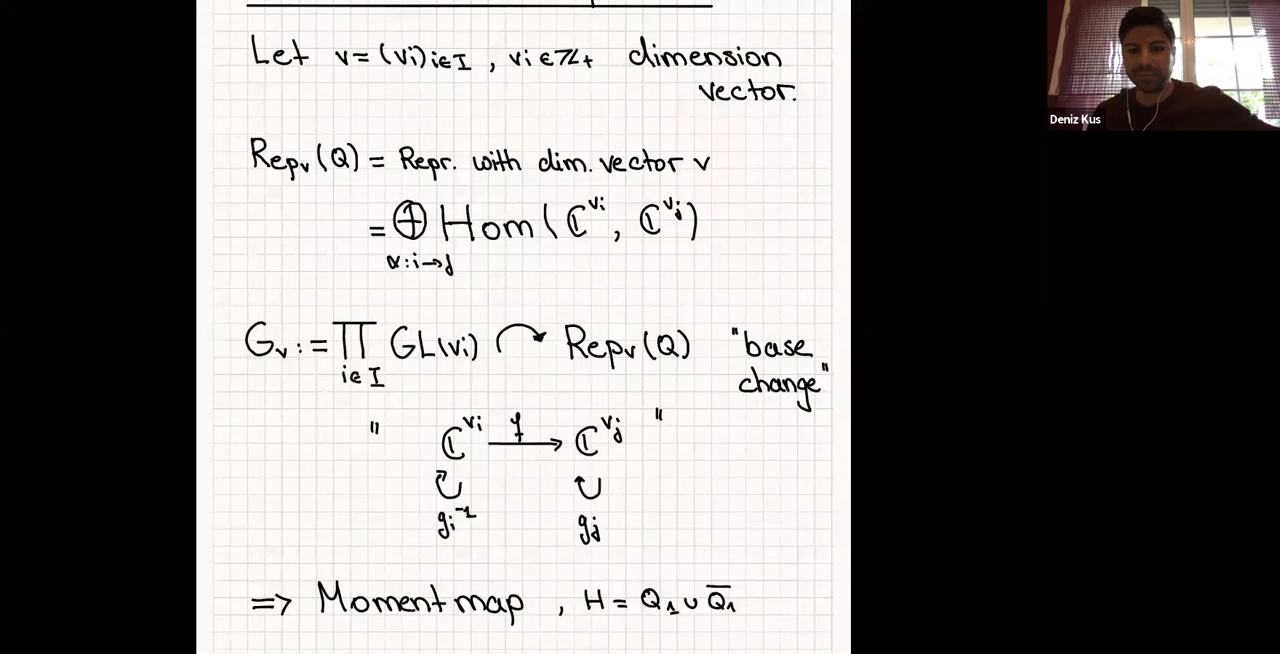 Let v = (vi)i∈I , vi ∈ ℤ+ dimension
vector.
Deniz Kus
Repv(Q) = Repr. with dim. vector v
= ⊕ Hom(ℂ^vi, ℂ^vj)
α:i→j
Gv := ∏ GL(vi) ↷ Repv(Q) "base
i∈I change"
" ℂ^vi –f→ ℂ^vj "
↻ ↺
gi^-1 gj
=> Moment map , H = Q1 ∪ Q̅1